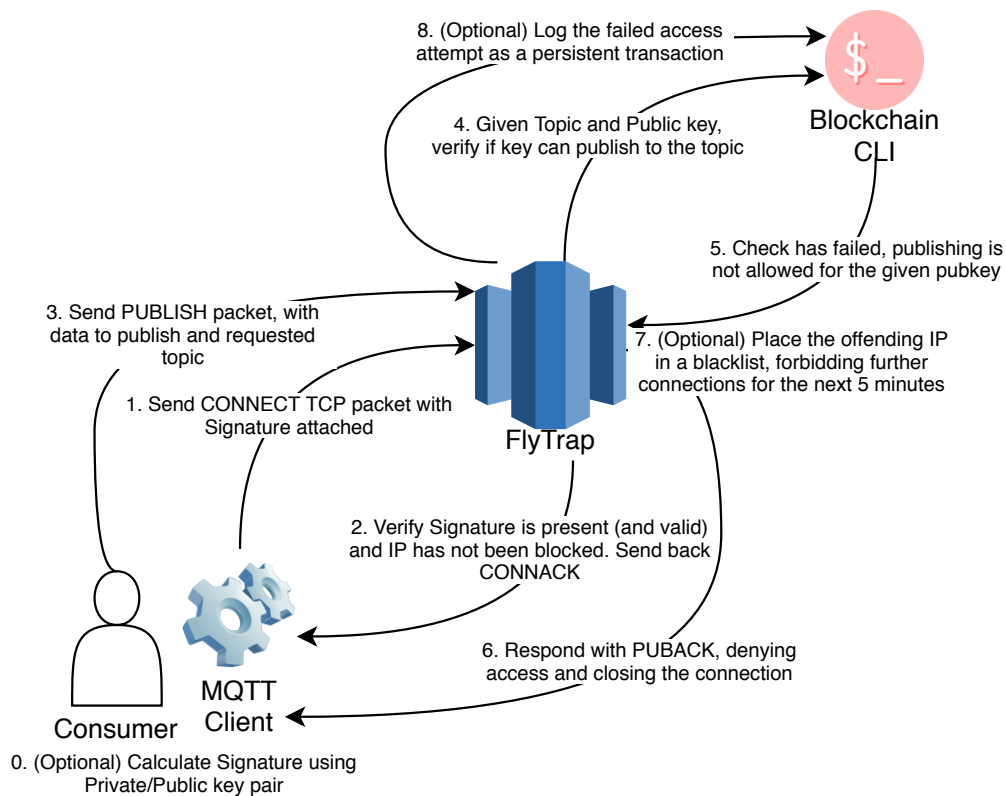 8. (Optional) Log the failed access
attempt as a persistent transaction
$_
Blockchain
CLI
4. Given Topic and Public key,
verify if key can publish to the topic
5. Check has failed, publishing is
not allowed for the given pubkey
3. Send PUBLISH packet, with
data to publish and requested
topic
7. (Optional) Place the offending IP
in a blacklist, forbidding further
connections for the next 5 minutes
1. Send CONNECT TCP packet with
Signature attached
FlyTrap
2. Verify Signature is present (and valid)
and IP has not been blocked. Send back
CONNACK
6. Respond with PUBACK, denying
access and closing the connection
MQTT
Client
Consumer
0. (Optional) Calculate Signature using
Private/Public key pair